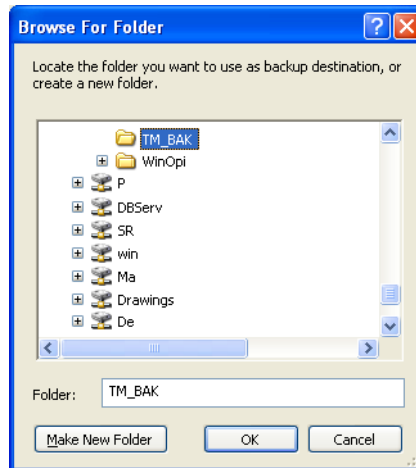 Browse For Folder
Locate the folder you want to use as backup destination, or
create a new folder.
TM_BAK
WinOpi
P
DBServ
SR
win
Ma
Drawings
De
Folder: TM_BAK
Make New Folder OK Cancel